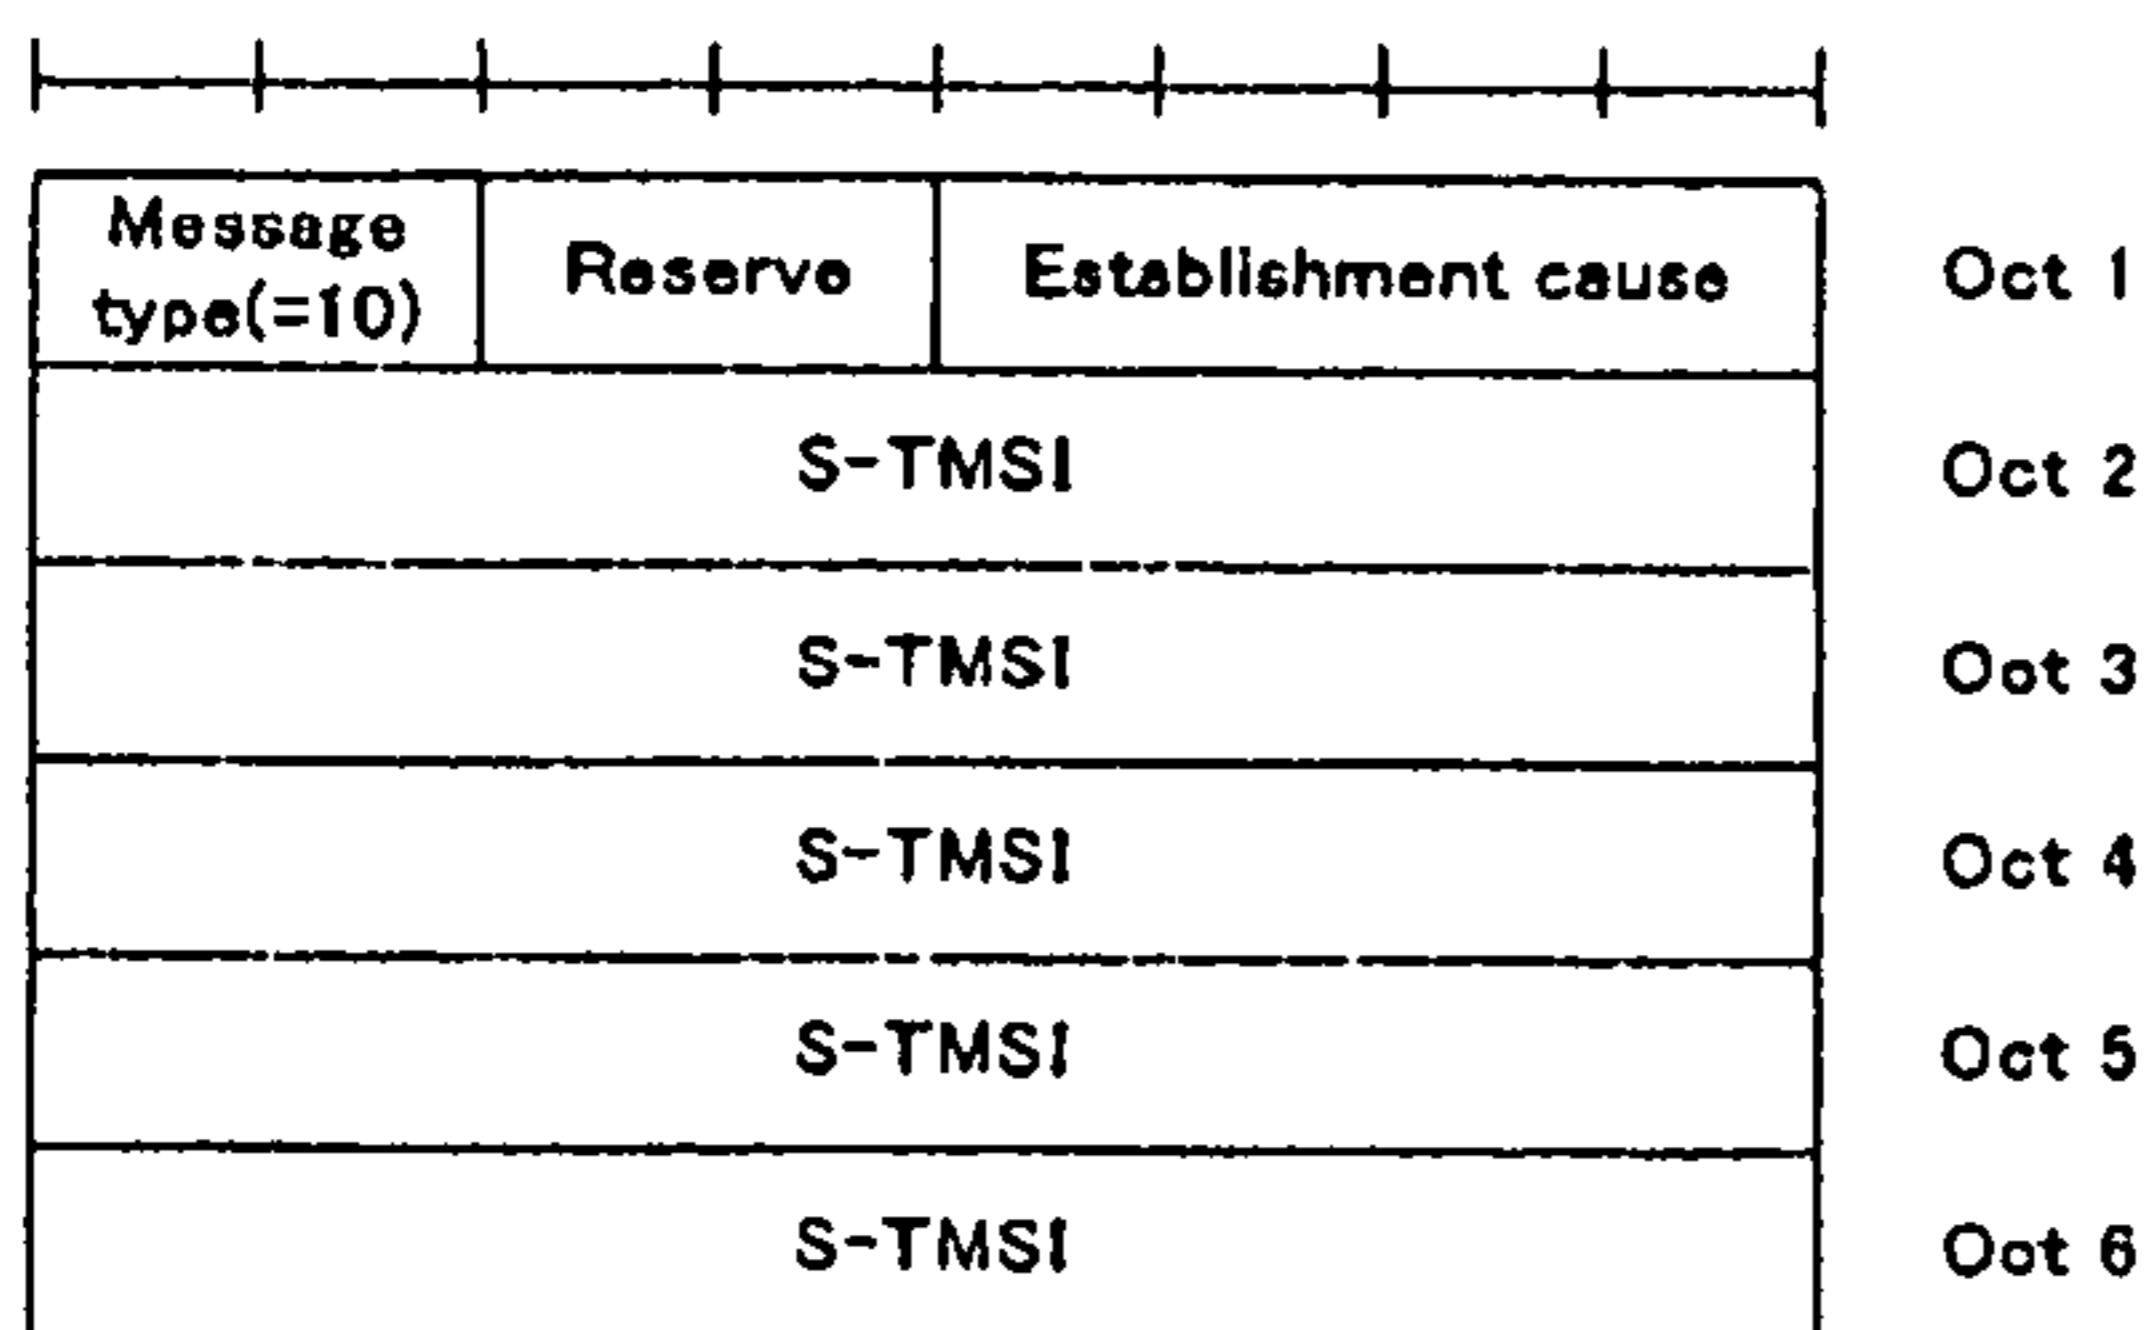 Message
type(=10)
Reserve
Establishment cause
Oct 1
S-TMSI
Oct 2
S-TMSI
Oct 3
S-TMSI
Oct 4
S-TMSI
Oct 5
S-TMSI
Oct 6